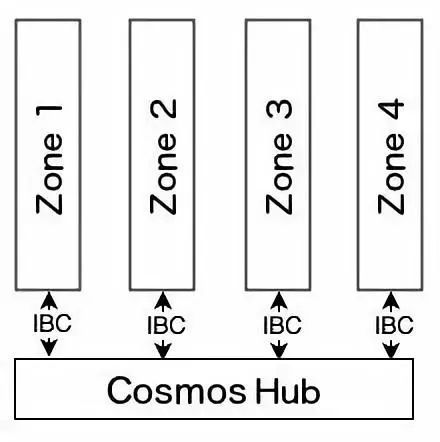 Zone 1
Zone 2
Zone 3
Zone 4
IBC
IBC
IBC
IBC
Cosmos Hub